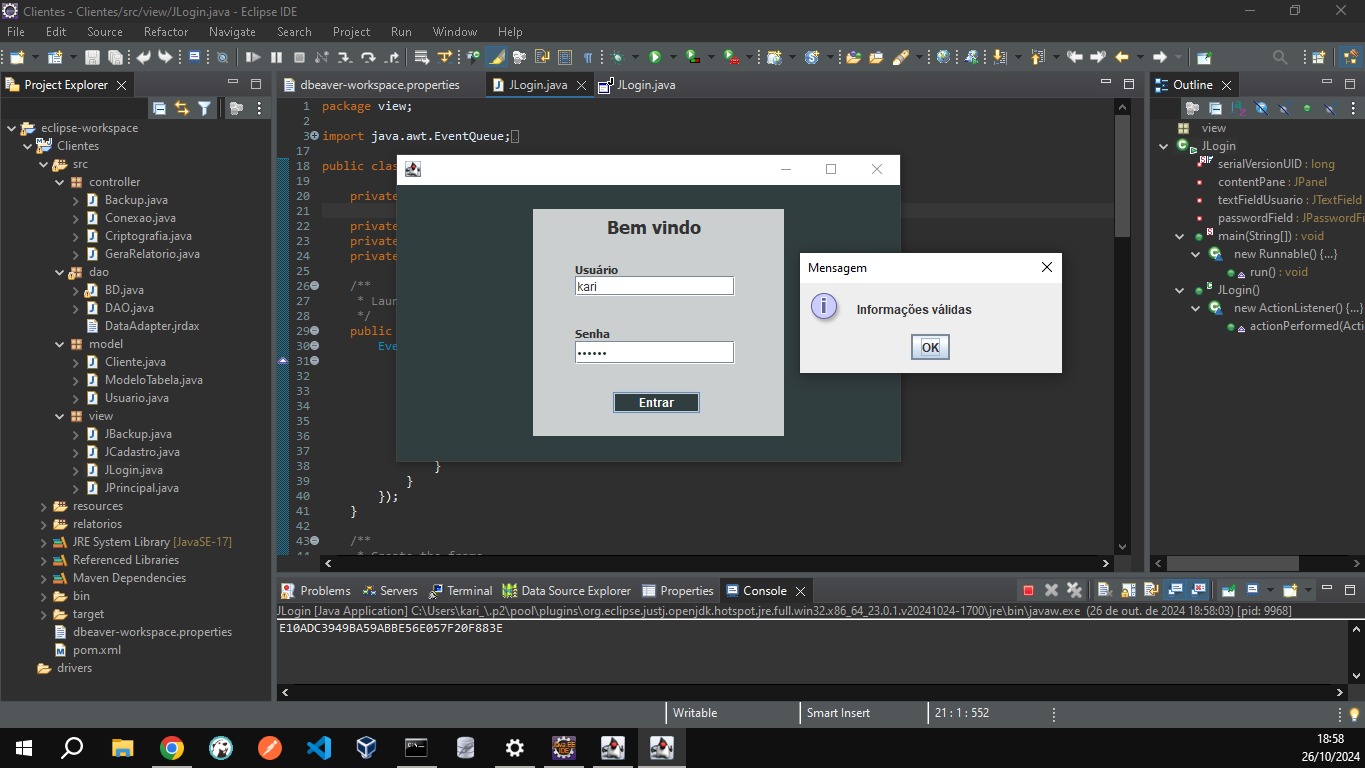 Clientes - Clientes/src/view/JLogin.java - Eclipse IDE
File Edit Source Refactor Navigate Search Project Run Window Help
Project Explorer
eclipse-workspace
Clientes
src
controller
Backup.java
Conexao.java
Criptografia.java
GeraRelatorio.java
dao
BD.java
DAO.java
DataAdapter.jrdax
model
Cliente.java
ModeloTabela.java
Usuario.java
view
JBackup.java
JCadastro.java
JLogin.java
JPrincipal.java
resources
relatorios
JRE System Library [JavaSE-17]
Referenced Libraries
Maven Dependencies
bin
target
dbeaver-workspace.properties
pom.xml
drivers
dbeaver-workspace.properties JLogin.java JLogin.java
1 package view;
2
3 import java.awt.EventQueue;
17
18 public clas
19
20 private
21
22 private
23 private
24 private
25
26 /**
27 * Laun
28 */
29 public
30 Eve
31
32
33
34
35
36
37
38 }
39 }
40 });
41 }
42
43 /**
44 * Create the frame
Bem vindo
Usuário
kari
Senha
••••••
Entrar
Mensagem
Informações válidas
OK
Outline
view
JLogin
serialVersionUID : long
contentPane : JPanel
textFieldUsuario : JTextField
passwordField : JPasswordFi
main(String[]) : void
new Runnable() {...}
run() : void
JLogin()
new ActionListener() {...}
actionPerformed(Acti
Problems Servers Terminal Data Source Explorer Properties Console
JLogin [Java Application] C:\Users\kari_\.p2\pool\plugins\org.eclipse.justj.openjdk.hotspot.jre.full.win32.x86_64_23.0.1.v20241024-1700\jre\bin\javaw.exe (26 de out. de 2024 18:58:03) [pid: 9968]
E10ADC3949BA59ABBE56E057F20F883E
Writable Smart Insert 21 : 1 : 552
18:58
26/10/2024